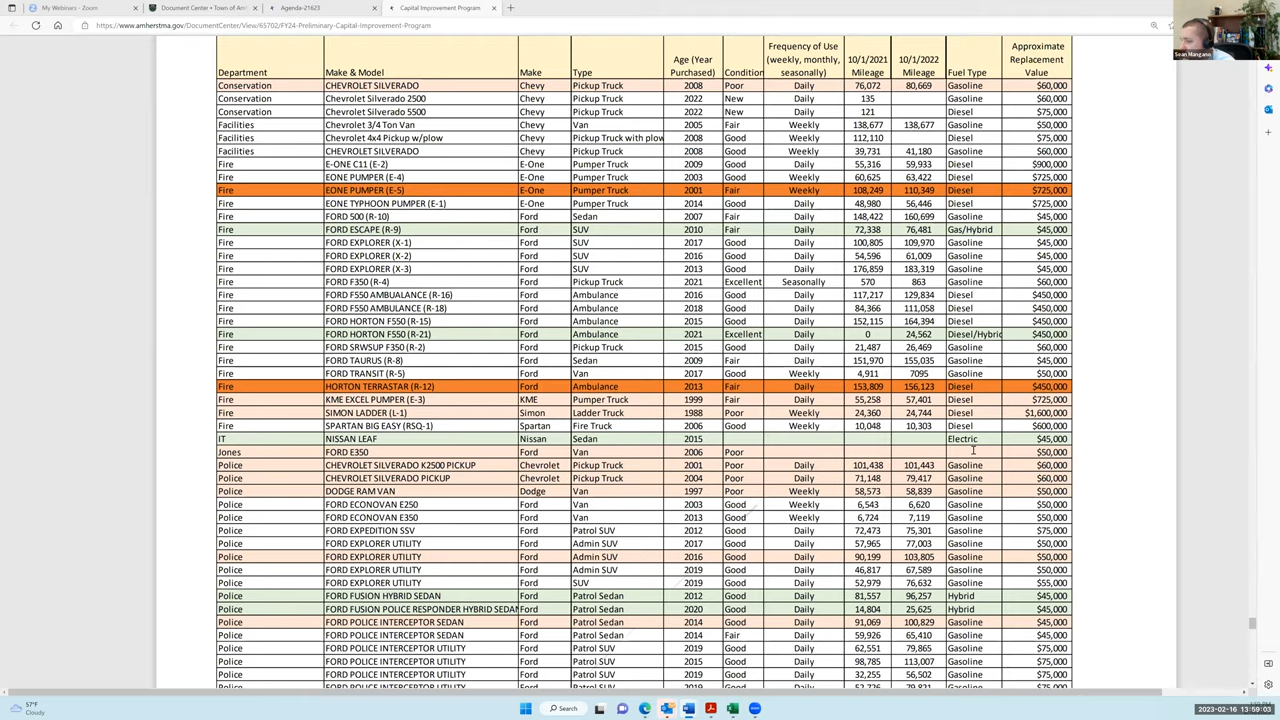 My Webinars - Zoom
Document Center • Town of Am
Agenda-21623
Capital Improvement Program
https://www.amherstma.gov/DocumentCenter/View/65702/FY24-Preliminary-Capital-Improvement-Program
Sean Mangano
Department Make & Model Make Type Age (Year Purchased) Condition Frequency of Use (weekly, monthly, seasonally) 10/1/2021 Mileage 10/1/2022 Mileage Fuel Type Approximate Replacement Value
Conservation CHEVROLET SILVERADO Chevy Pickup Truck 2008 Poor Daily 76,072 80,669 Gasoline $60,000
Conservation Chevrolet Silverado 2500 Chevy Pickup Truck 2022 New Daily 135 Gasoline $60,000
Conservation Chevrolet Silverado 5500 Chevy Pickup Truck 2022 New Daily 121 Diesel $75,000
Facilities Chevrolet 3/4 Ton Van Chevy Van 2005 Fair Weekly 138,677 138,677 Gasoline $50,000
Facilities Chevrolet 4x4 Pickup w/plow Chevy Pickup Truck with plow 2008 Good Weekly 112,110 Diesel $75,000
Facilities CHEVROLET SILVERADO Chevy Pickup Truck 2008 Good Weekly 39,731 41,180 Gasoline $60,000
Fire E-ONE C11 (E-2) E-One Pumper Truck 2009 Good Daily 55,316 59,933 Diesel $900,000
Fire EONE PUMPER (E-4) E-One Pumper Truck 2003 Good Weekly 60,625 63,422 Diesel $725,000
Fire EONE PUMPER (E-5) E-One Pumper Truck 2001 Fair Weekly 108,249 110,349 Diesel $725,000
Fire EONE TYPHOON PUMPER (E-1) E-One Pumper Truck 2014 Good Daily 48,980 56,446 Diesel $725,000
Fire FORD 500 (R-10) Ford Sedan 2007 Fair Daily 148,422 160,699 Gasoline $45,000
Fire FORD ESCAPE (R-9) Ford SUV 2010 Fair Daily 72,338 76,481 Gas/Hybrid $45,000
Fire FORD EXPLORER (X-1) Ford SUV 2017 Good Daily 100,805 109,970 Gasoline $45,000
Fire FORD EXPLORER (X-2) Ford SUV 2016 Good Daily 54,596 61,009 Gasoline $45,000
Fire FORD EXPLORER (X-3) Ford SUV 2013 Good Daily 176,859 183,319 Gasoline $45,000
Fire FORD F350 (R-4) Ford Pickup Truck 2021 Excellent Seasonally 570 863 Gasoline $60,000
Fire FORD F550 AMBUALANCE (R-16) Ford Ambulance 2016 Good Daily 117,217 129,834 Diesel $450,000
Fire FORD F550 AMBULANCE (R-18) Ford Ambulance 2018 Good Daily 84,366 111,058 Diesel $450,000
Fire FORD HORTON F550 (R-15) Ford Ambulance 2015 Good Daily 152,115 164,394 Diesel $450,000
Fire FORD HORTON F550 (R-21) Ford Ambulance 2021 Excellent Daily 0 24,562 Diesel/Hybric $450,000
Fire FORD SRWSUP F350 (R-2) Ford Pickup Truck 2015 Good Daily 21,487 26,469 Gasoline $60,000
Fire FORD TAURUS (R-8) Ford Sedan 2009 Fair Daily 151,970 155,035 Gasoline $45,000
Fire FORD TRANSIT (R-5) Ford Van 2017 Good Weekly 4,911 7095 Gasoline $50,000
Fire HORTON TERRASTAR (R-12) Ford Ambulance 2013 Fair Daily 153,809 156,123 Diesel $450,000
Fire KME EXCEL PUMPER (E-3) KME Pumper Truck 1999 Fair Daily 55,258 57,401 Diesel $725,000
Fire SIMON LADDER (L-1) Simon Ladder Truck 1988 Poor Weekly 24,360 24,744 Diesel $1,600,000
Fire SPARTAN BIG EASY (RSQ-1) Spartan Fire Truck 2006 Good Weekly 10,048 10,303 Diesel $600,000
IT NISSAN LEAF Nissan Sedan 2015 Electric $45,000
Jones FORD E350 Ford Van 2006 Poor $50,000
Police CHEVROLET SILVERADO K2500 PICKUP Chevrolet Pickup Truck 2001 Poor Daily 101,438 101,443 Gasoline $60,000
Police CHEVROLET SILVERADO PICKUP Chevrolet Pickup Truck 2004 Poor Daily 71,148 79,417 Gasoline $60,000
Police DODGE RAM VAN Dodge Van 1997 Poor Weekly 58,573 58,839 Gasoline $50,000
Police FORD ECONOVAN E250 Ford Van 2003 Good Weekly 6,543 6,620 Gasoline $50,000
Police FORD ECONOVAN E350 Ford Van 2013 Good Weekly 6,724 7,119 Gasoline $50,000
Police FORD EXPEDITION SSV Ford Patrol SUV 2012 Good Daily 72,473 75,301 Gasoline $75,000
Police FORD EXPLORER UTILITY Ford Admin SUV 2017 Good Daily 57,965 77,003 Gasoline $50,000
Police FORD EXPLORER UTILITY Ford Admin SUV 2016 Good Daily 90,199 103,805 Gasoline $50,000
Police FORD EXPLORER UTILITY Ford Admin SUV 2019 Good Daily 46,817 67,589 Gasoline $50,000
Police FORD EXPLORER UTILITY Ford SUV 2019 Good Daily 52,979 76,632 Gasoline $55,000
Police FORD FUSION HYBRID SEDAN Ford Patrol Sedan 2012 Good Daily 81,557 96,257 Hybrid $45,000
Police FORD FUSION POLICE RESPONDER HYBRID SEDAN Ford Patrol Sedan 2020 Good Daily 14,804 25,625 Hybrid $45,000
Police FORD POLICE INTERCEPTOR SEDAN Ford Patrol Sedan 2014 Good Daily 91,069 100,829 Gasoline $45,000
Police FORD POLICE INTERCEPTOR SEDAN Ford Patrol Sedan 2014 Fair Daily 59,926 65,410 Gasoline $45,000
Police FORD POLICE INTERCEPTOR UTILITY Ford Patrol SUV 2019 Good Daily 62,551 79,865 Gasoline $75,000
Police FORD POLICE INTERCEPTOR UTILITY Ford Patrol SUV 2015 Good Daily 98,785 113,007 Gasoline $75,000
Police FORD POLICE INTERCEPTOR UTILITY Ford Patrol SUV 2019 Good Daily 32,255 56,502 Gasoline $75,000
Police FORD POLICE INTERCEPTOR UTILITY Ford Patrol SUV 2019 Good Daily Gasoline $75,000
57°F
Cloudy
Search
2023-02-16 13:59:03